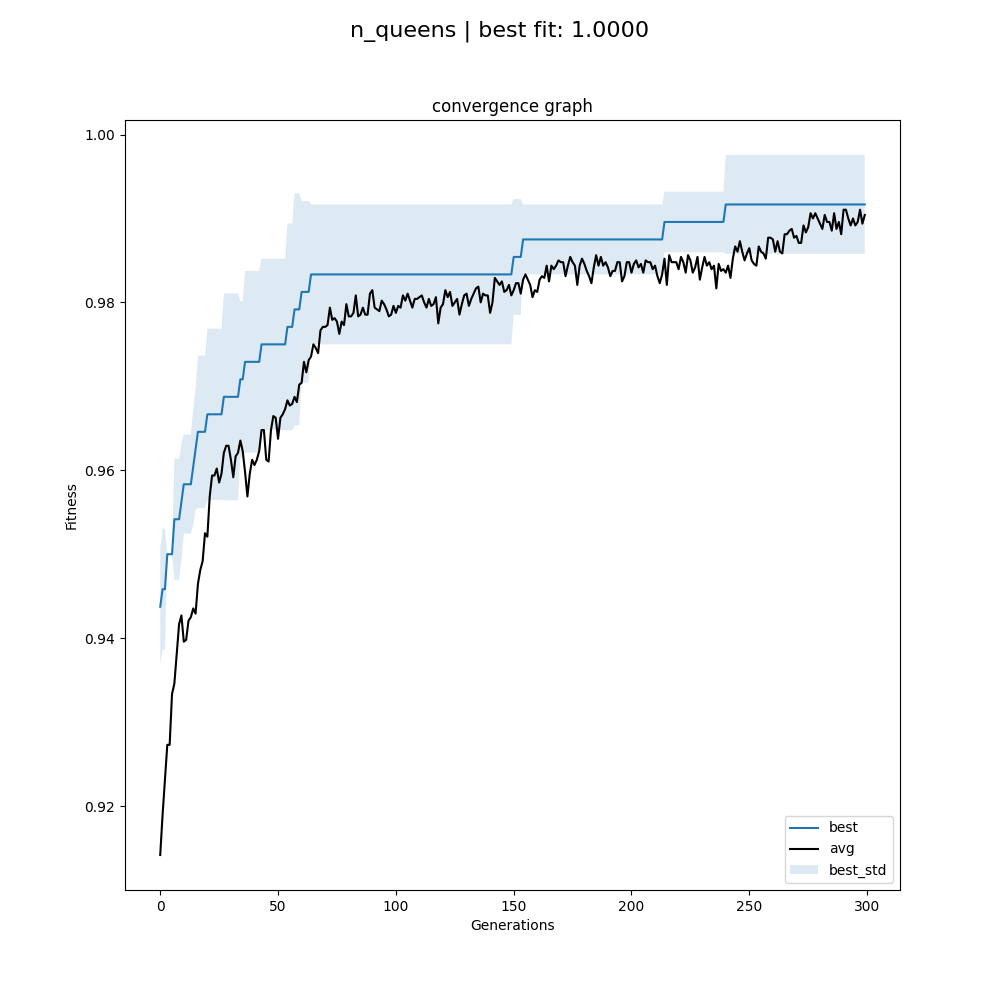 n_queens | best fit: 1.0000
convergence graph
1.00
0.98
0.96
0.94
0.92
Fitness
0 50 100 150 200 250 300
Generations
best
avg
best_std